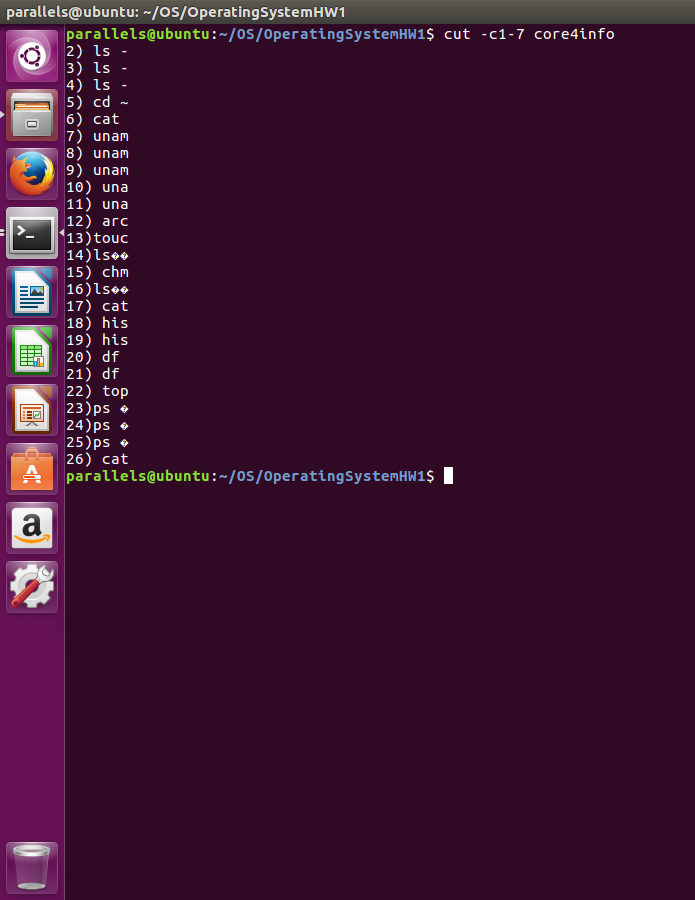 parallels@ubuntu: ~/OS/OperatingSystemHW1
parallels@ubuntu:~/OS/OperatingSystemHW1$ cut -c1-7 core4info
2) ls -
3) ls -
4) ls -
5) cd ~
6) cat
7) unam
8) unam
9) unam
10) una
11) una
12) arc
13)touc
14)ls��
15) chm
16)ls��
17) cat
18) his
19) his
20) df
21) df
22) top
23)ps �
24)ps �
25)ps �
26) cat
parallels@ubuntu:~/OS/OperatingSystemHW1$